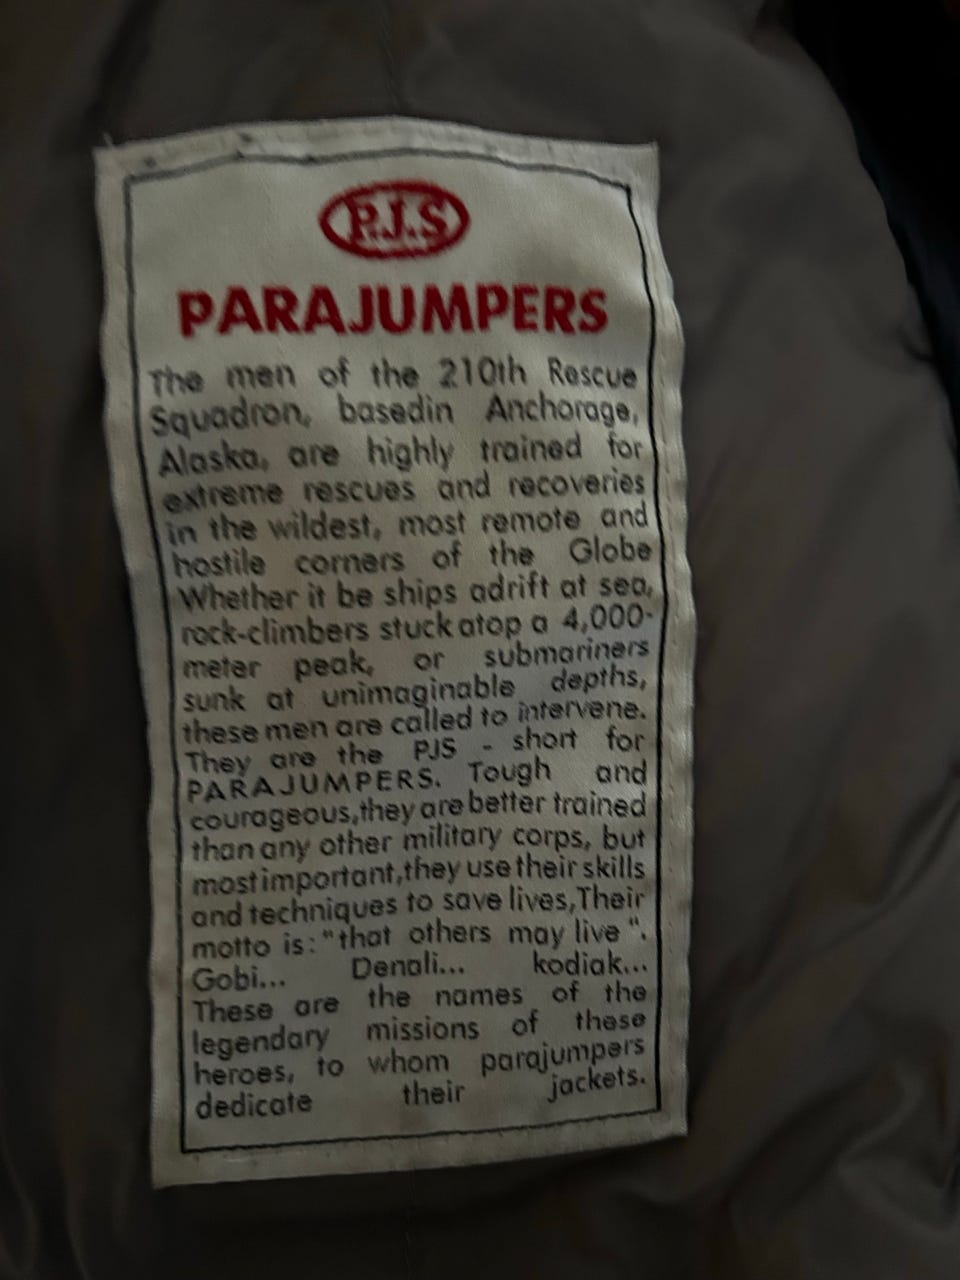 P.J.S
PARAJUMPERS
The men of the 210th Rescue
Squadron, basedin Anchorage,
Alaska, are highly trained for
extreme rescues and recoveries
in the wildest, most remote and
hostile corners of the Globe
Whether it be ships adrift at sea,
rock-climbers stuck atop a 4,000-
meter peak, or submariners
sunk at unimaginable depths,
these men are called to intervene.
They are the PJS - short for
PARAJUMPERS. Tough and
courageous,they are better trained
than any other military corps, but
most important,they use their skills
and techniques to save lives,Their
motto is:"that others may live ".
Gobi... Denali... kodiak...
These are the names of the
legendary missions of these
heroes, to whom parajumpers
dedicate their jackets.